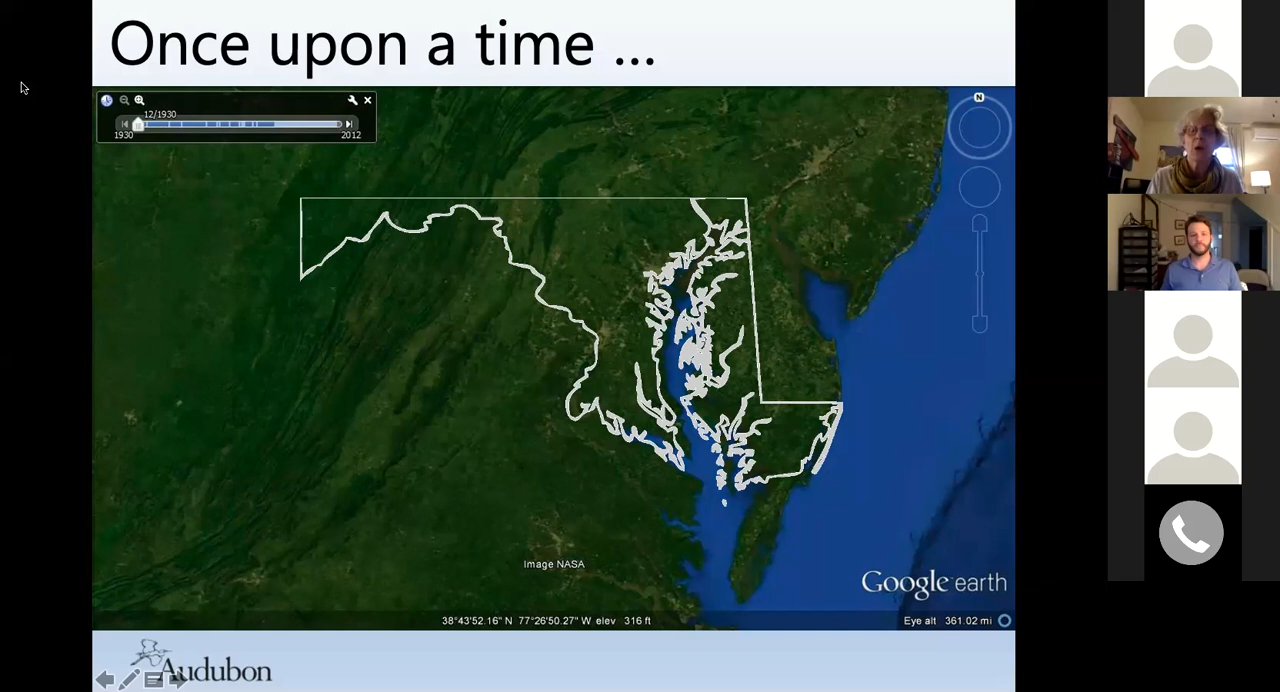 Once upon a time ...
12/1930
1930
2012
N
Image NASA
Google earth
38°43'52.16" N 77°26'50.27" W elev 316 ft
Eye alt 361.02 mi
Audubon